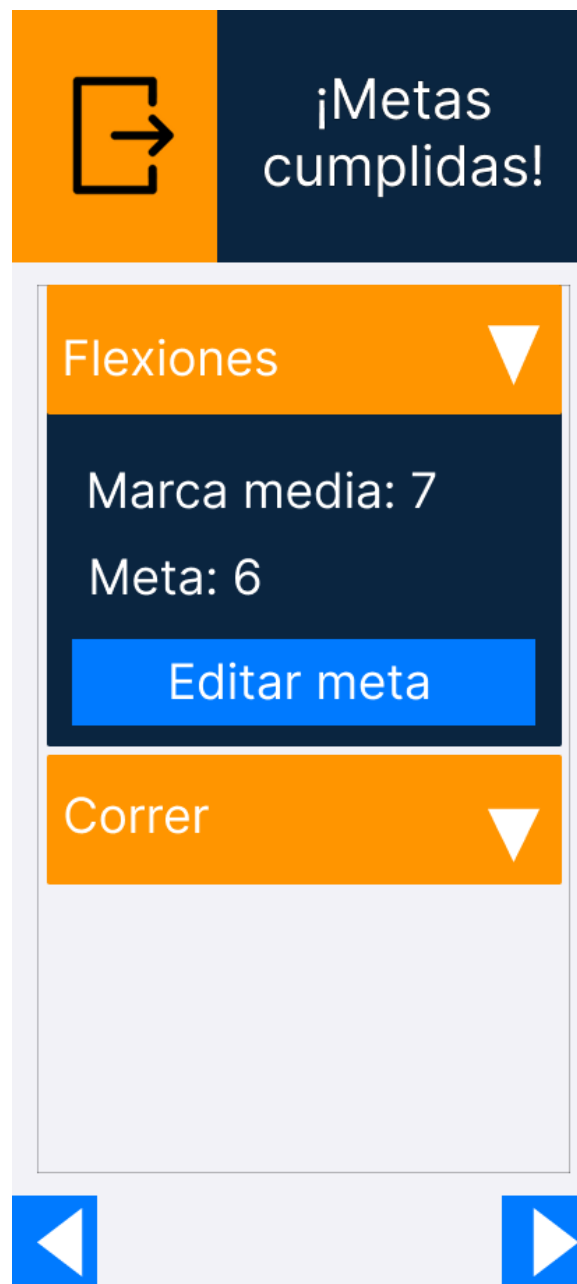 ¡Metas
cumplidas!
Flexiones
Marca media: 7
Meta: 6
Editar meta
Correr